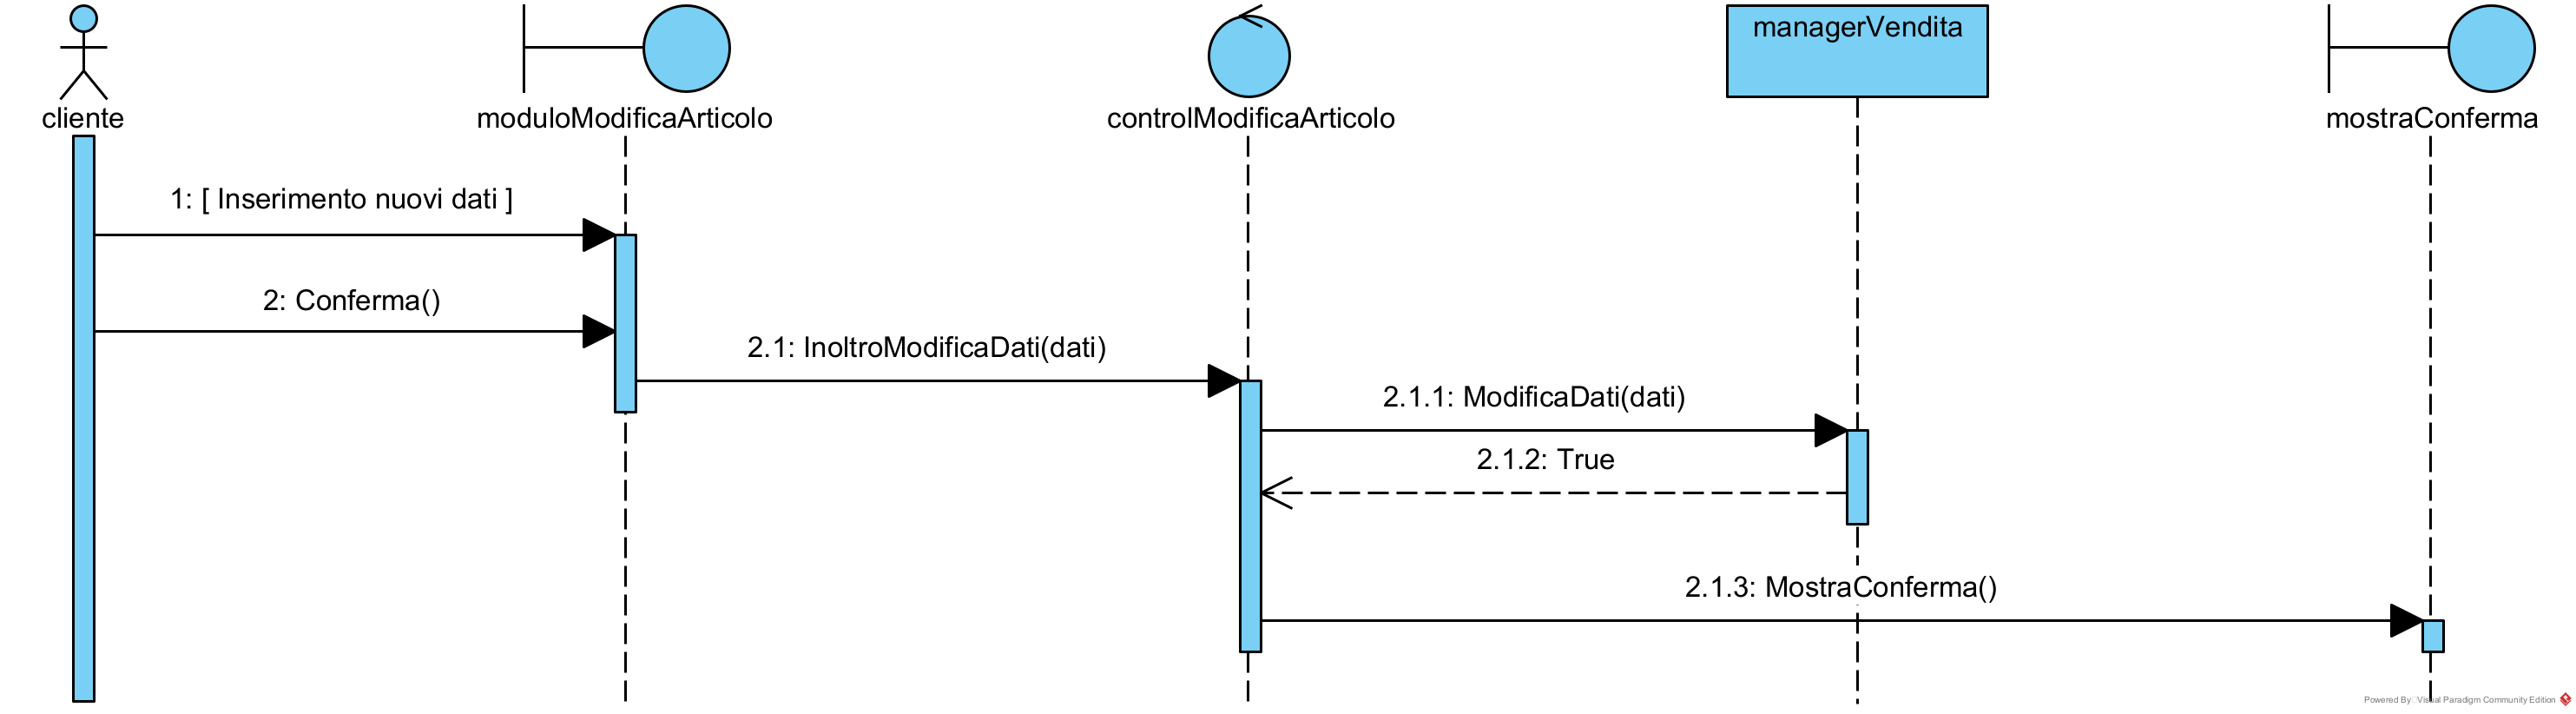 managerVendita
cliente
moduloModificaArticolo
controlModificaArticolo
mostraConferma
1: [ Inserimento nuovi dati ]
2: Conferma()
2.1: InoltroModificaDati(dati)
2.1.1: ModificaDati(dati)
2.1.2: True
2.1.3: MostraConferma()
Powered By Visual Paradigm Community Edition